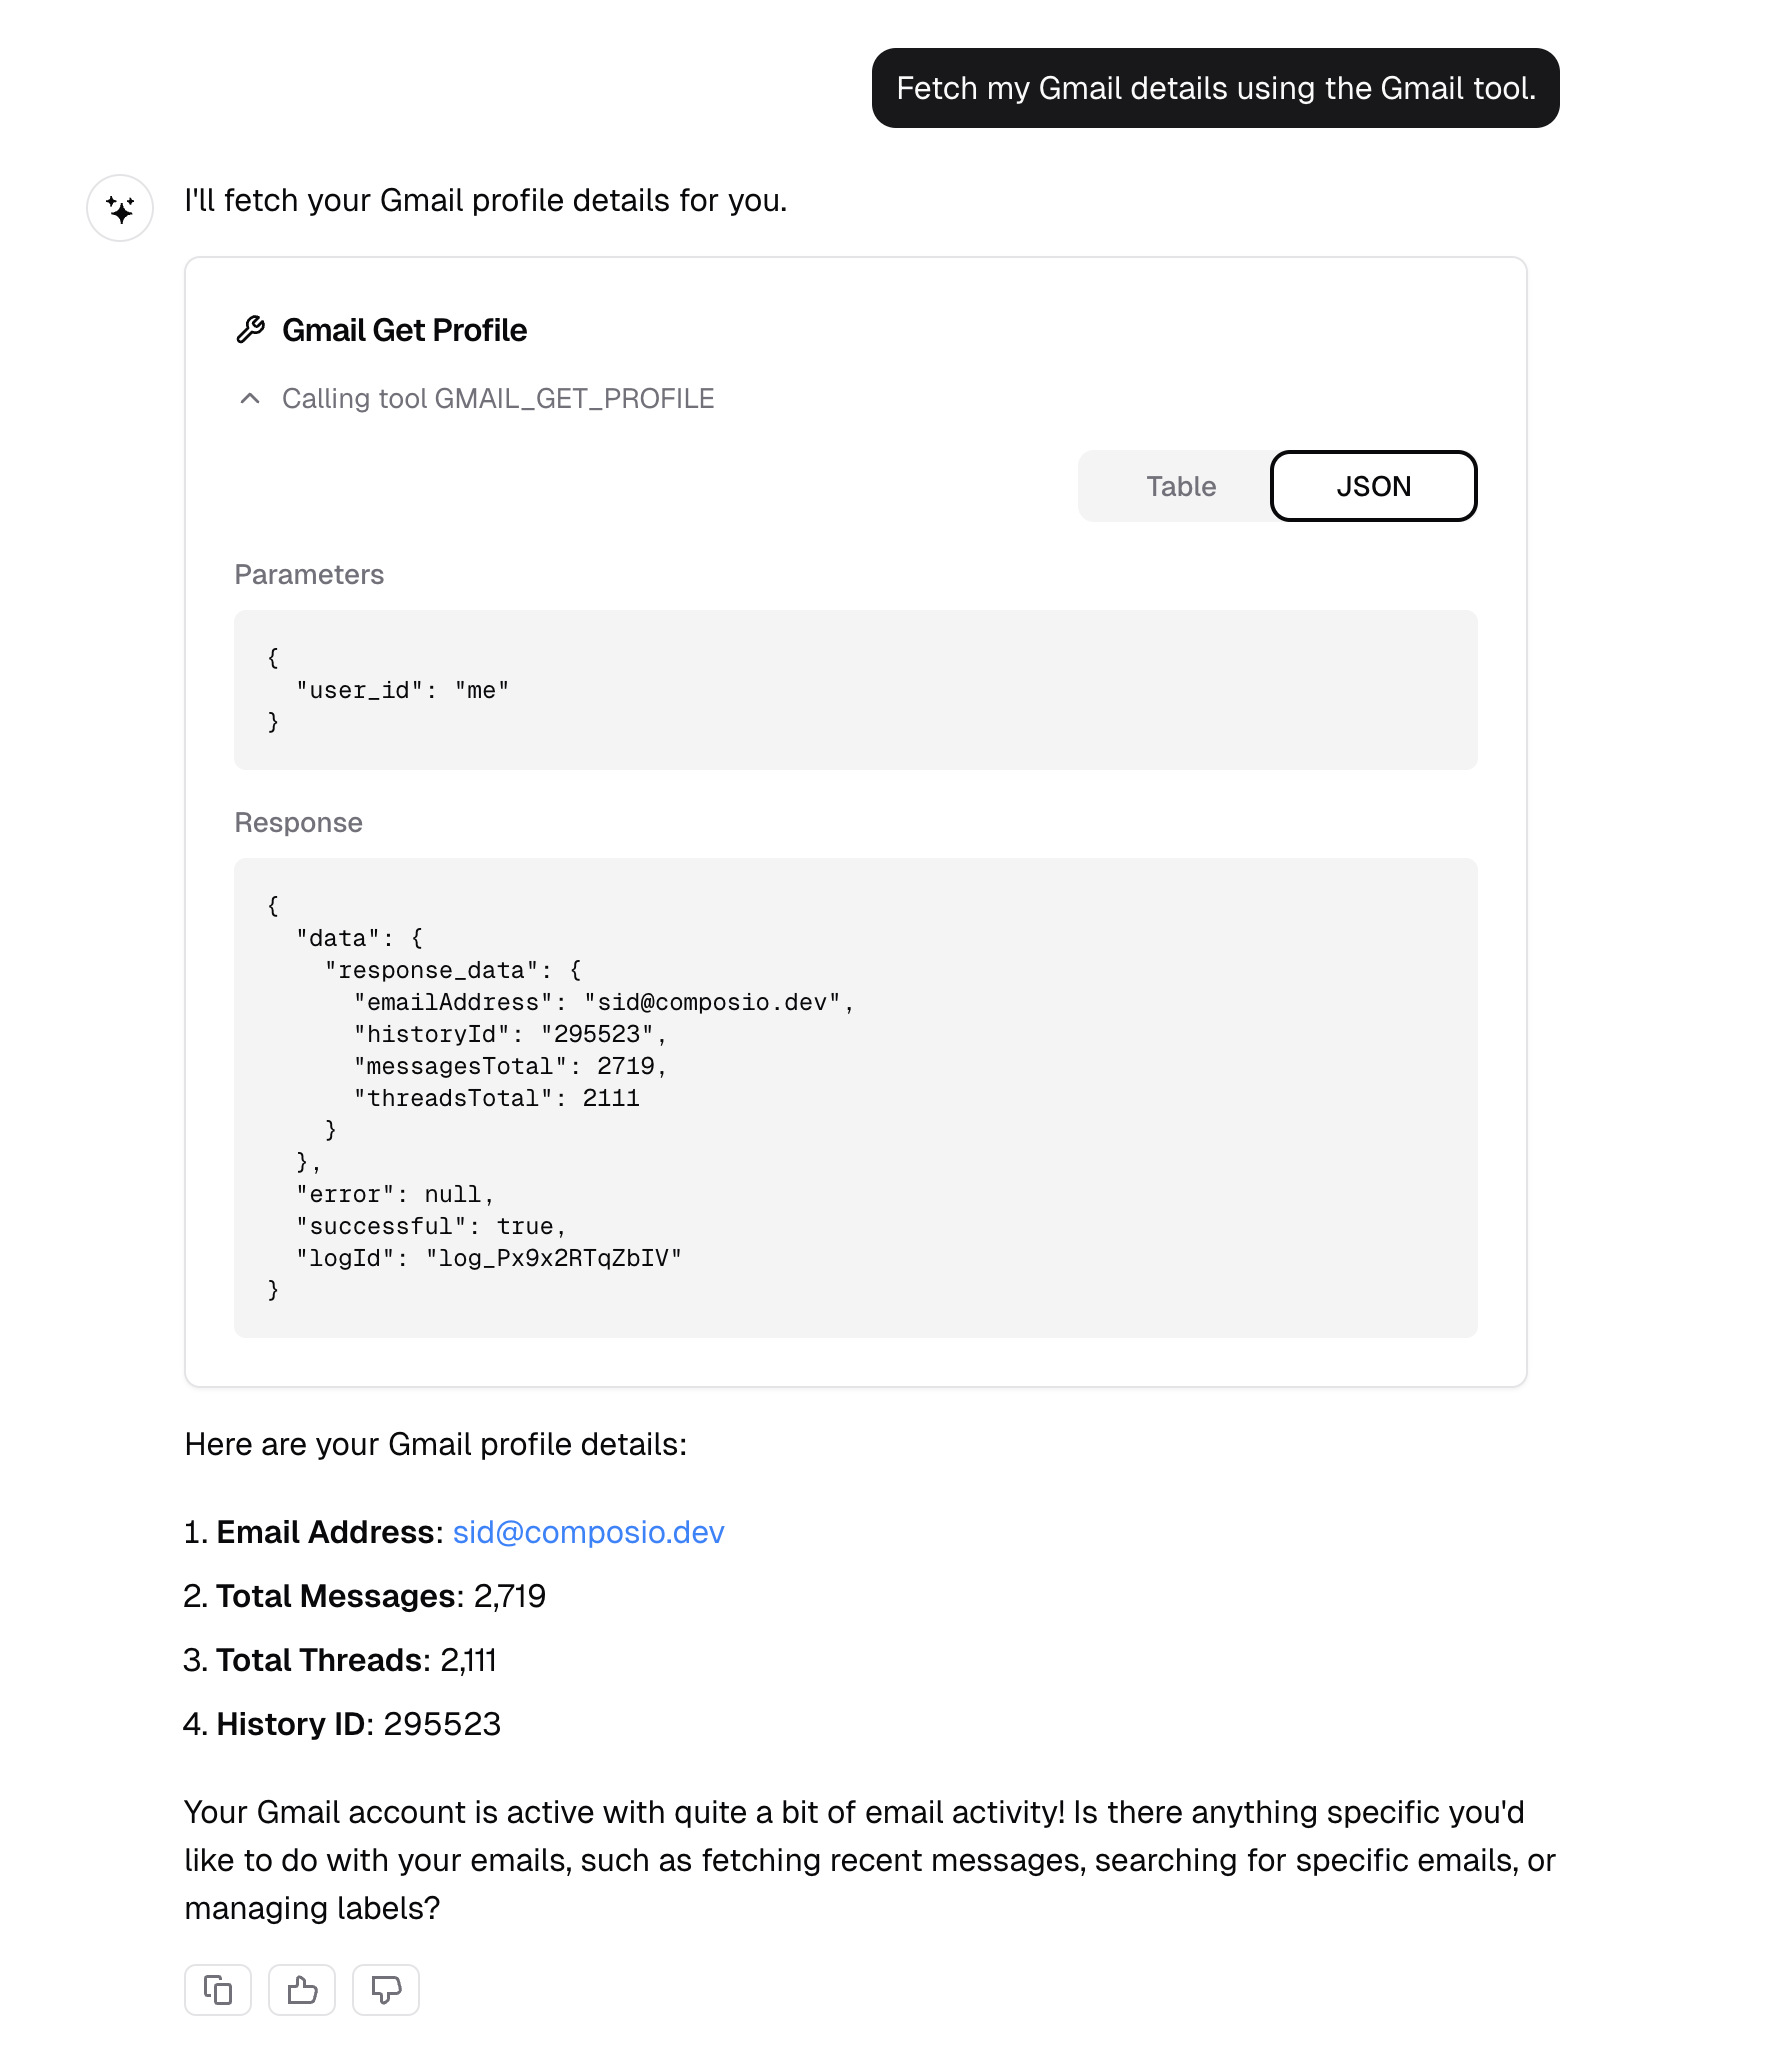 Fetch my Gmail details using the Gmail tool.
I'll fetch your Gmail profile details for you.
Gmail Get Profile
Calling tool GMAIL_GET_PROFILE
Table JSON
Parameters
{
  "user_id": "me"
}
Response
{
  "data": {
    "response_data": {
      "emailAddress": "sid@composio.dev",
      "historyId": "295523",
      "messagesTotal": 2719,
      "threadsTotal": 2111
    }
  },
  "error": null,
  "successful": true,
  "logId": "log_Px9x2RTqZbIV"
}
Here are your Gmail profile details:
1. Email Address: sid@composio.dev
2. Total Messages: 2,719
3. Total Threads: 2,111
4. History ID: 295523
Your Gmail account is active with quite a bit of email activity! Is there anything specific you'd
like to do with your emails, such as fetching recent messages, searching for specific emails, or
managing labels?